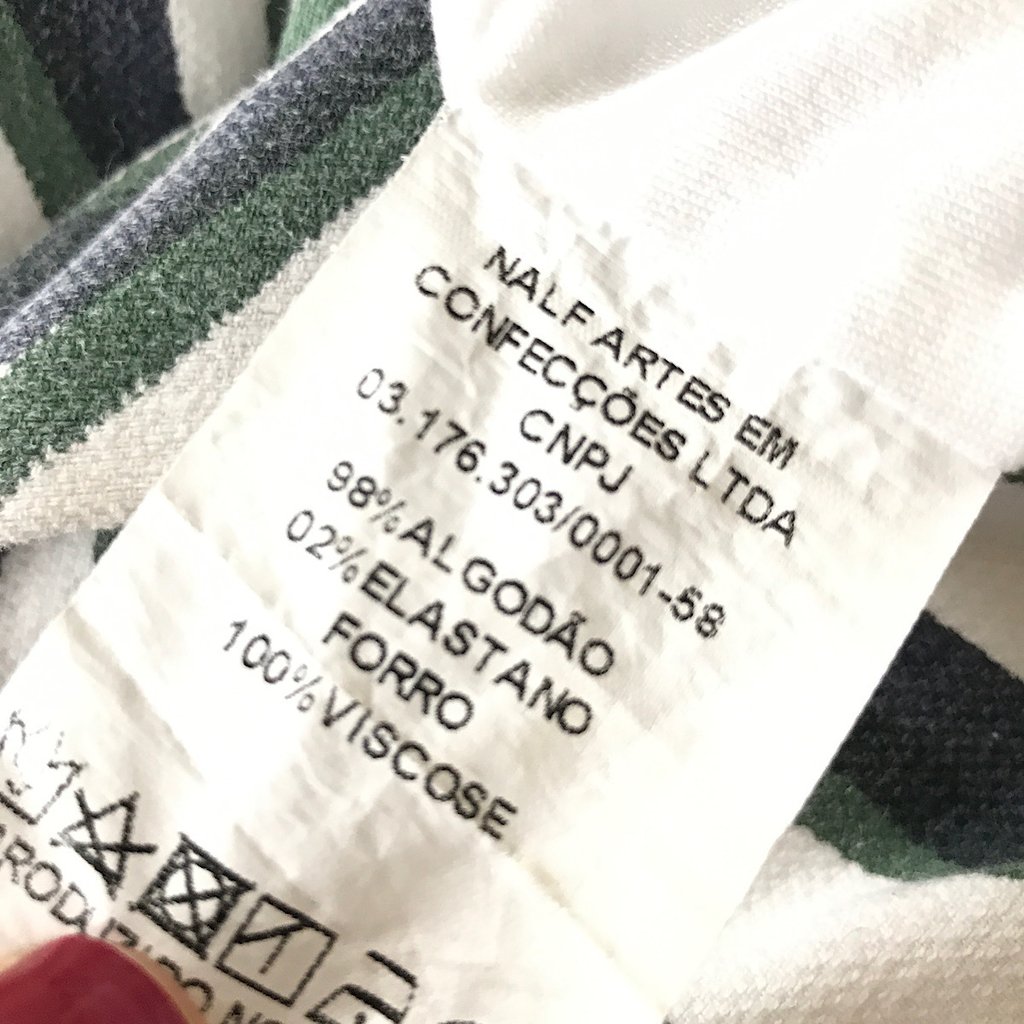 NALF ARTES EM
CONFECÇÕES LTDA
CNPJ
03.176.303/0001-58
98%ALGODÃO
02%ELASTANO
FORRO
100%VISCOSE